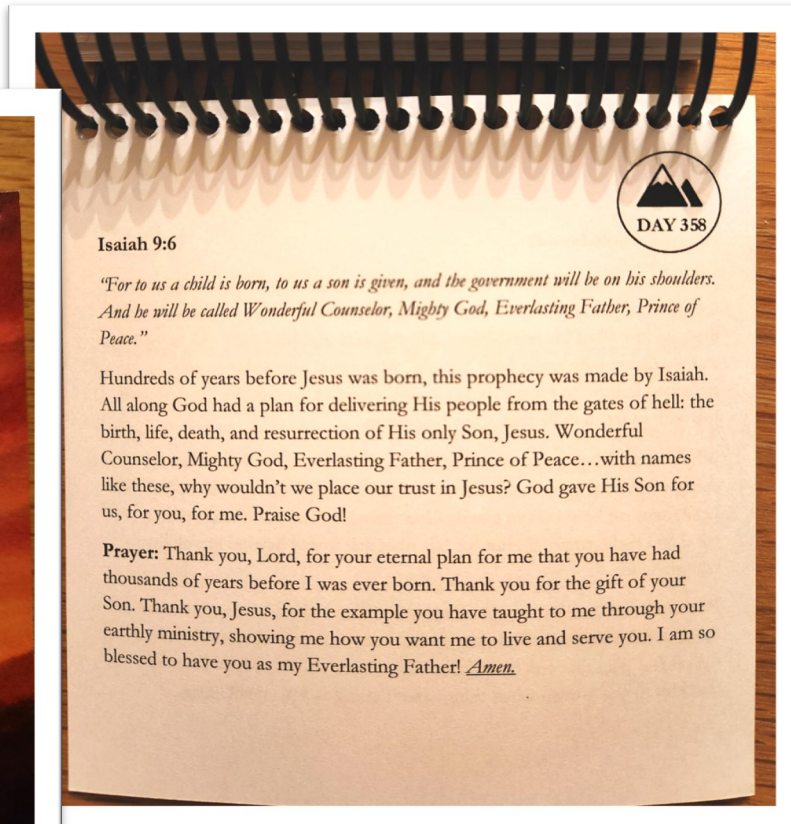 DAY 358
Isaiah 9:6
“For to us a child is born, to us a son is given, and the government will be on his shoulders.
And he will be called Wonderful Counselor, Mighty God, Everlasting Father, Prince of
Peace.”
Hundreds of years before Jesus was born, this prophecy was made by Isaiah.
All along God had a plan for delivering His people from the gates of hell: the
birth, life, death, and resurrection of His only Son, Jesus. Wonderful
Counselor, Mighty God, Everlasting Father, Prince of Peace…with names
like these, why wouldn’t we place our trust in Jesus? God gave His Son for
us, for you, for me. Praise God!
Prayer: Thank you, Lord, for your eternal plan for me that you have had
thousands of years before I was ever born. Thank you for the gift of your
Son. Thank you, Jesus, for the example you have taught to me through your
earthly ministry, showing me how you want me to live and serve you. I am so
blessed to have you as my Everlasting Father! Amen.